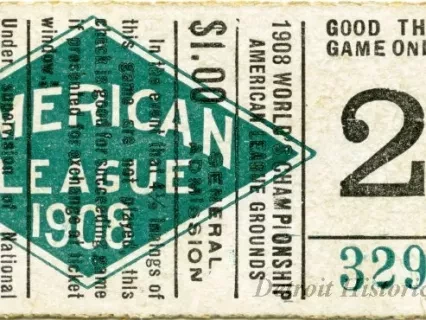 AMERICAN
LEAGUE
1908
In the event that 4½ innings of
this game are not played, this
check is good for succeeding game
if presented for exchange at ticket
window.
Under supervision of National
$1.00
GENERAL
ADMISSION
1908 WORLD'S CHAMPIONSHIP
AMERICAN LEAGUE GROUNDS
GOOD TH
GAME ONL
2
329
Detroit Historic